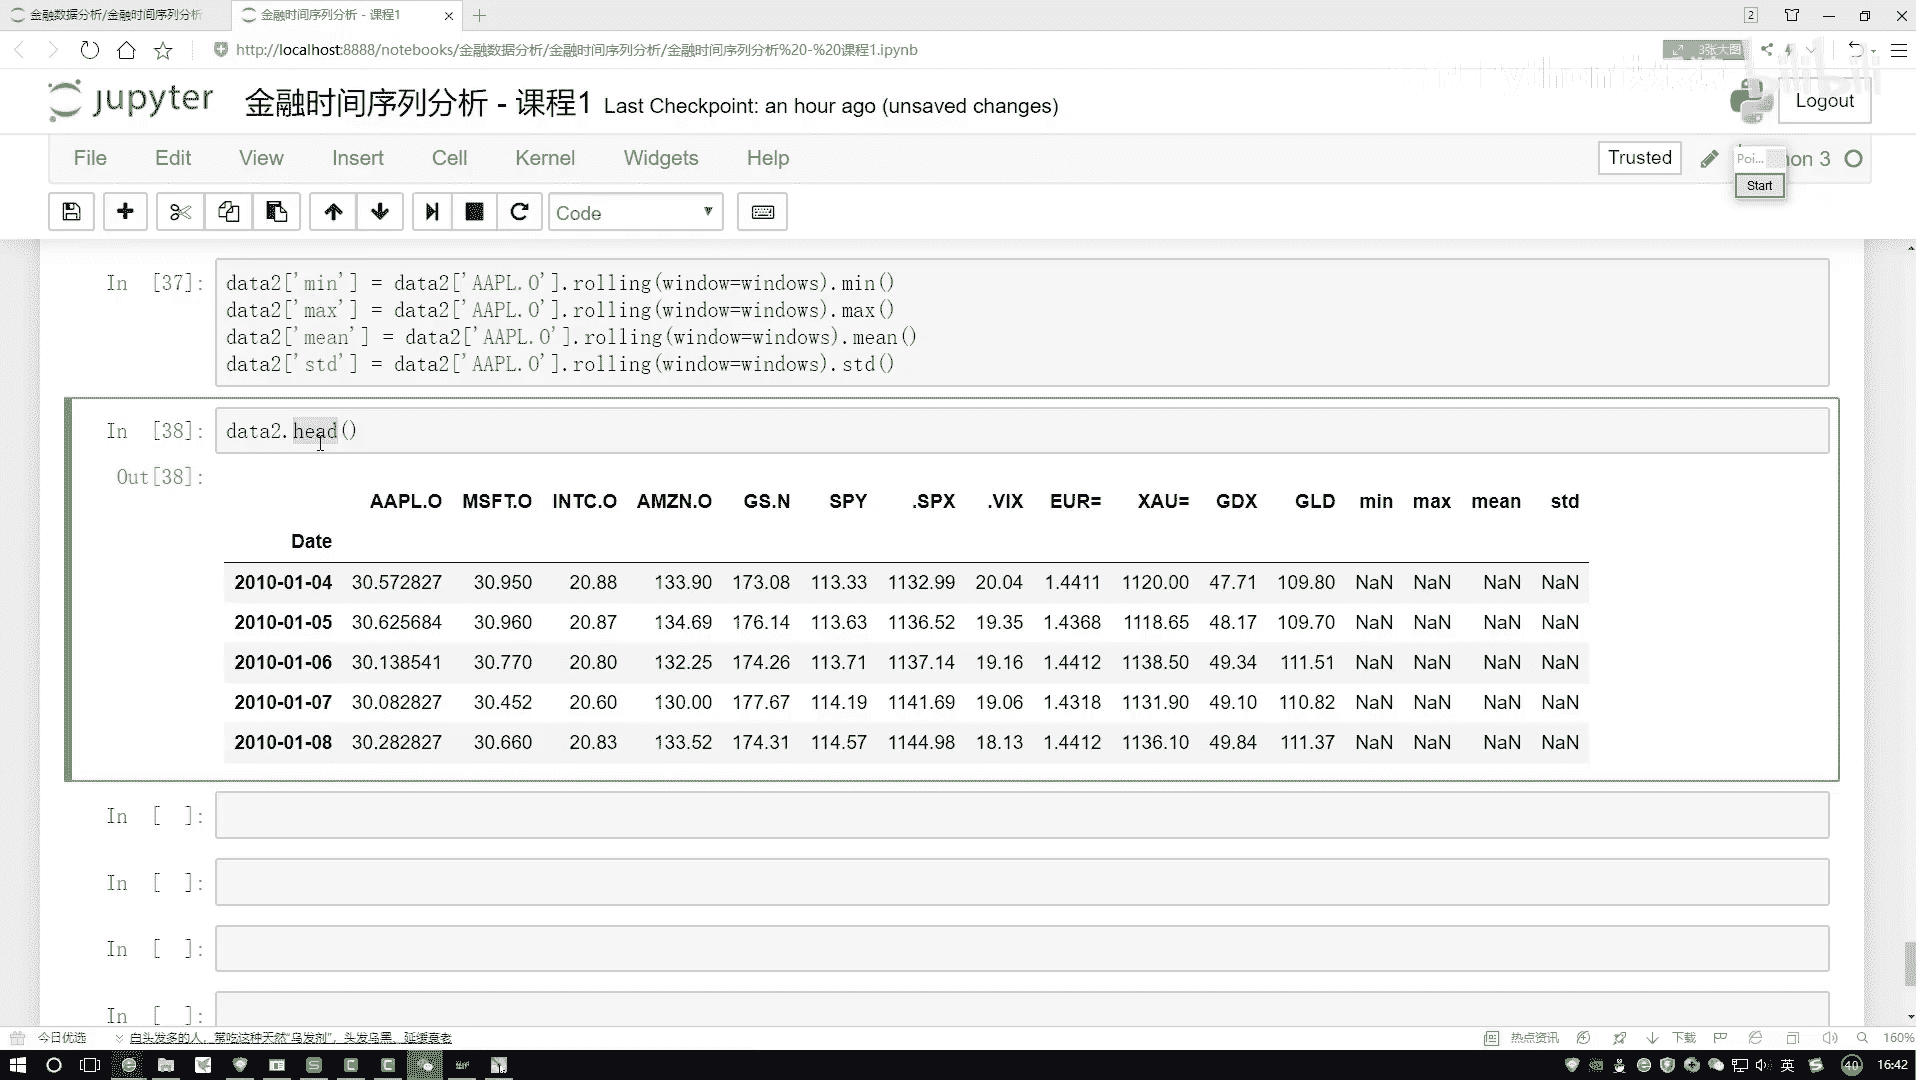 金融数据分析/金融时间序列分析
金融时间序列分析 - 课程1
2
http://localhost:8888/notebooks/金融数据分析/金融时间序列分析/金融时间序列分析%20-%20课程1.ipynb
3张大图
bilibili
jupyter 金融时间序列分析 - 课程1 Last Checkpoint: an hour ago (unsaved changes)
Logout
File Edit View Insert Cell Kernel Widgets Help
Trusted
Poi...
hon 3
Start
Code
In [37]:
data2['min'] = data2['AAPL.O'].rolling(window=windows).min()
data2['max'] = data2['AAPL.O'].rolling(window=windows).max()
data2['mean'] = data2['AAPL.O'].rolling(window=windows).mean()
data2['std'] = data2['AAPL.O'].rolling(window=windows).std()
In [38]: data2.head()
Out[38]:
AAPL.O MSFT.O INTC.O AMZN.O GS.N SPY .SPX .VIX EUR= XAU= GDX GLD min max mean std
Date
2010-01-04 30.572827 30.950 20.88 133.90 173.08 113.33 1132.99 20.04 1.4411 1120.00 47.71 109.80 NaN NaN NaN NaN
2010-01-05 30.625684 30.960 20.87 134.69 176.14 113.63 1136.52 19.35 1.4368 1118.65 48.17 109.70 NaN NaN NaN NaN
2010-01-06 30.138541 30.770 20.80 132.25 174.26 113.71 1137.14 19.16 1.4412 1138.50 49.34 111.51 NaN NaN NaN NaN
2010-01-07 30.082827 30.452 20.60 130.00 177.67 114.19 1141.69 19.06 1.4318 1131.90 49.10 110.82 NaN NaN NaN NaN
2010-01-08 30.282827 30.660 20.83 133.52 174.31 114.57 1144.98 18.13 1.4412 1136.10 49.84 111.37 NaN NaN NaN NaN
In [ ]:
In [ ]:
In [ ]:
In [ ]:
今日优选 白头发多的人,常吃这种天然“乌发剂”,头发乌黑、延缓衰老
热点资讯 下载 160%
英 40 16:42